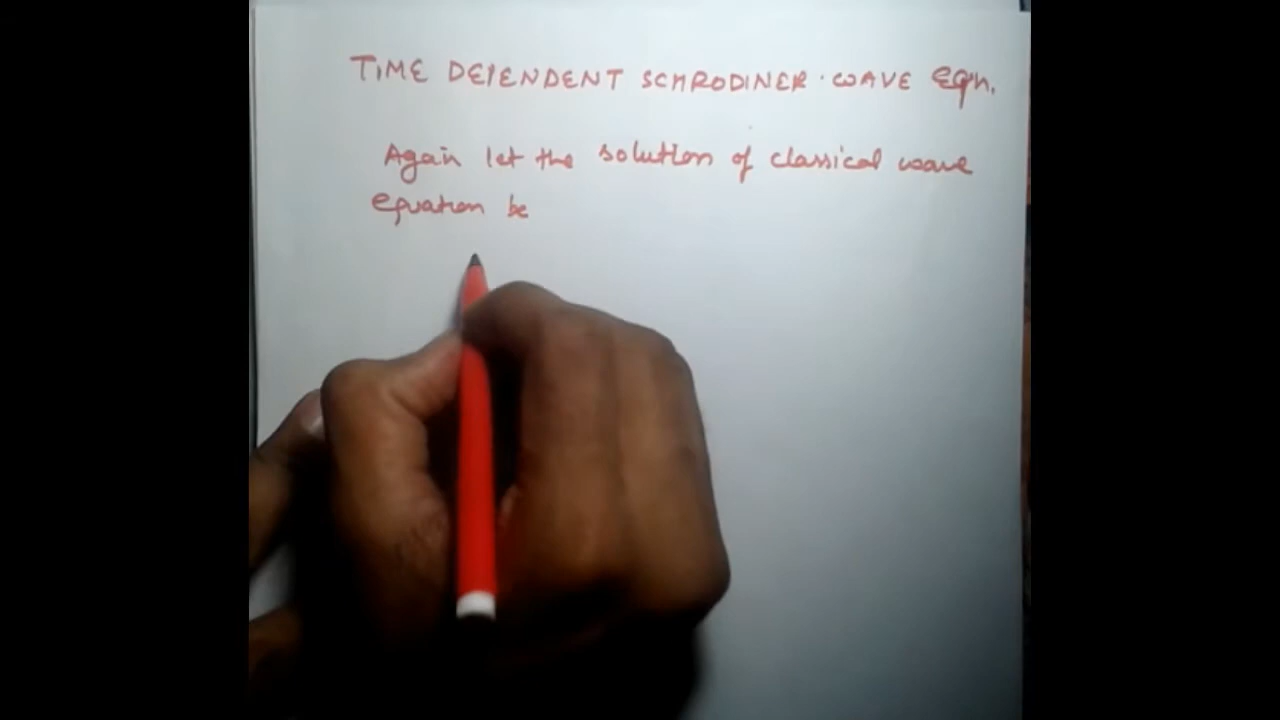 TIME DEPENDENT SCHRODINER. WAVE Eqn.
Again let the solution of classical wave
equation be